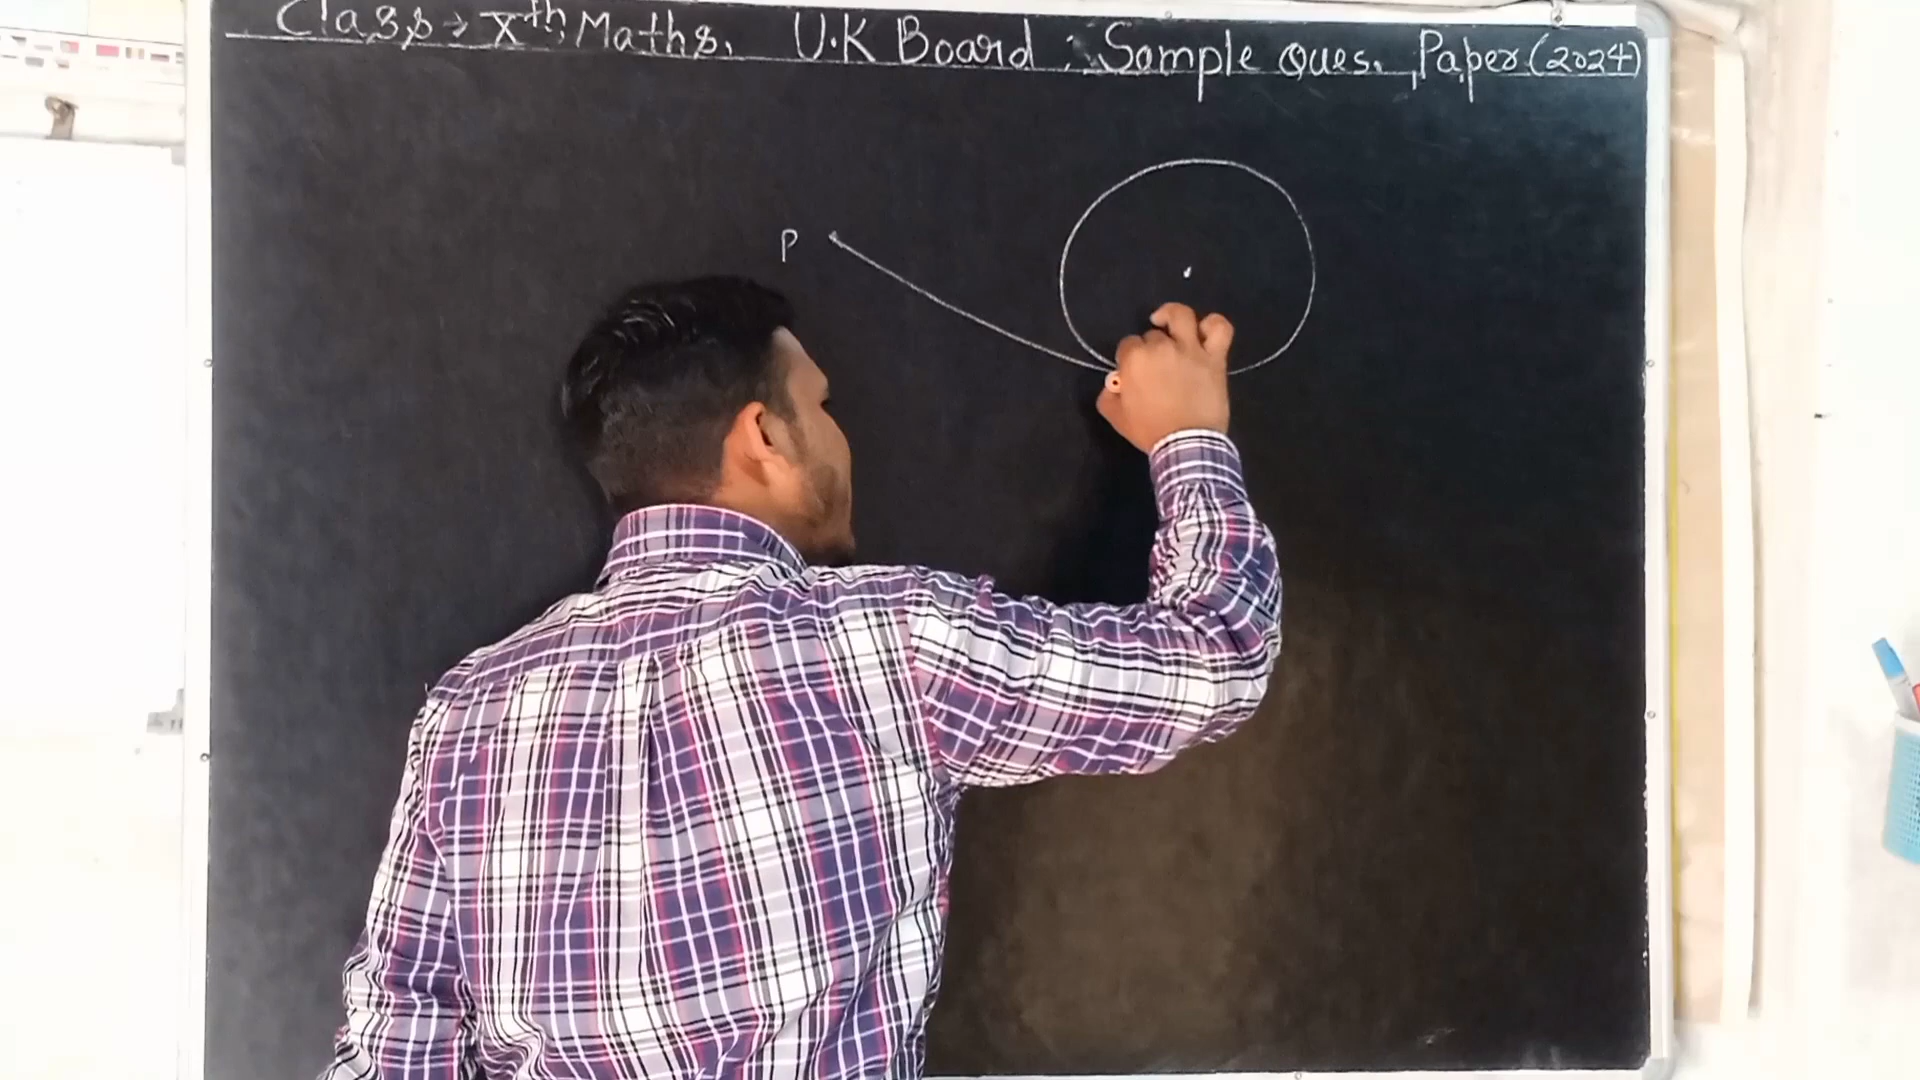 Class → Xth, Maths. U.K Board : Sample Ques. Paper (2024)
P